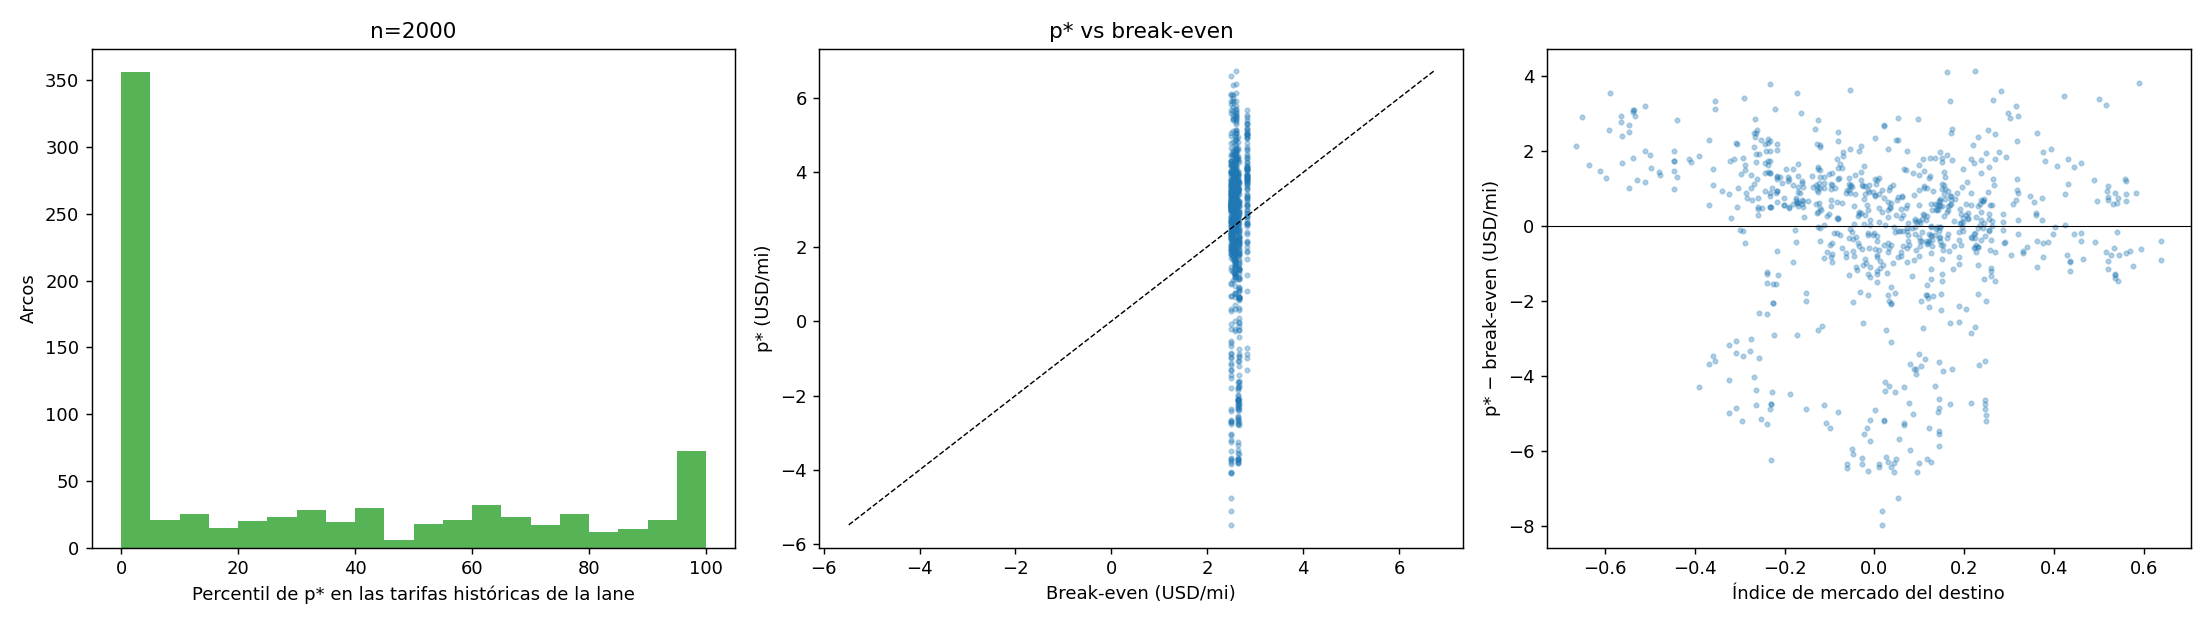 n=2000
350
300
250
200
150
100
50
0
Arcos
0 20 40 60 80 100
Percentil de p* en las tarifas históricas de la lane
p* vs break-even
6
4
2
0
−2
−4
−6
p* (USD/mi)
−6 −4 −2 0 2 4 6
Break-even (USD/mi)
4
2
0
−2
−4
−6
−8
p* − break-even (USD/mi)
−0.6 −0.4 −0.2 0.0 0.2 0.4 0.6
Índice de mercado del destino